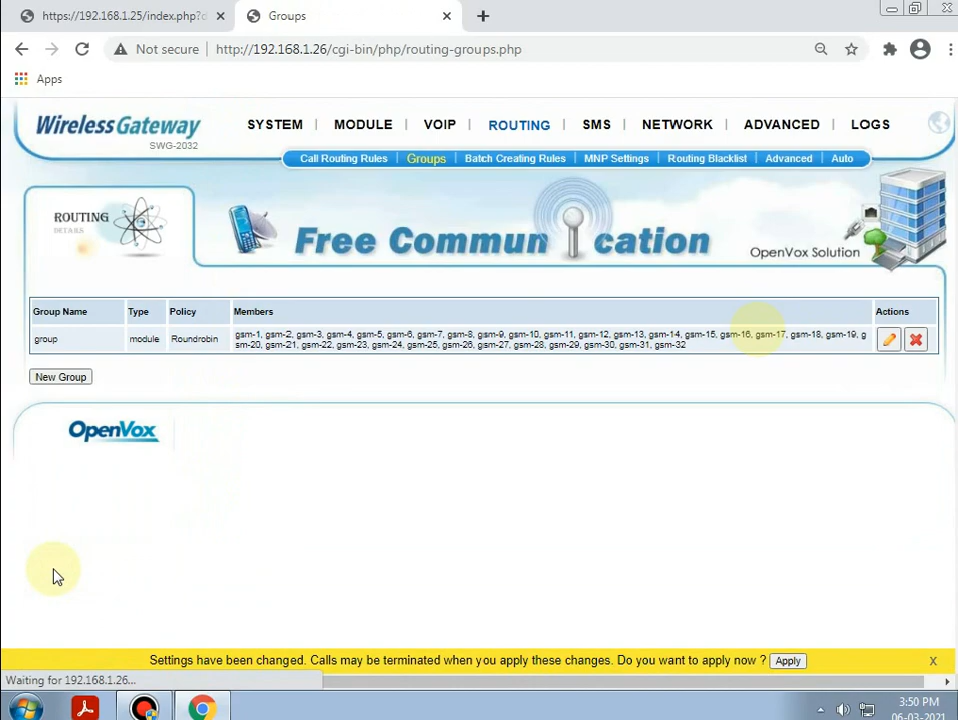 https://192.168.1.25/index.php?
Groups
Not secure
http://192.168.1.26/cgi-bin/php/routing-groups.php
Apps
WirelessGateway
SWG-2032
SYSTEM | MODULE | VOIP | ROUTING | SMS | NETWORK | ADVANCED | LOGS
Call Routing Rules | Groups | Batch Creating Rules | MNP Settings | Routing Blacklist | Advanced | Auto
ROUTING
DETAILS
Free Communication
OpenVox Solution
Group Name Type Policy Members Actions
group module Roundrobin
gsm-1, gsm-2, gsm-3, gsm-4, gsm-5, gsm-6, gsm-7, gsm-8, gsm-9, gsm-10, gsm-11, gsm-12, gsm-13, gsm-14, gsm-15, gsm-16, gsm-17, gsm-18, gsm-19, g
sm-20, gsm-21, gsm-22, gsm-23, gsm-24, gsm-25, gsm-26, gsm-27, gsm-28, gsm-29, gsm-30, gsm-31, gsm-32
New Group
OpenVox
Settings have been changed. Calls may be terminated when you apply these changes. Do you want to apply now ? Apply X
Waiting for 192.168.1.26...
3:50 PM
06-03-2021